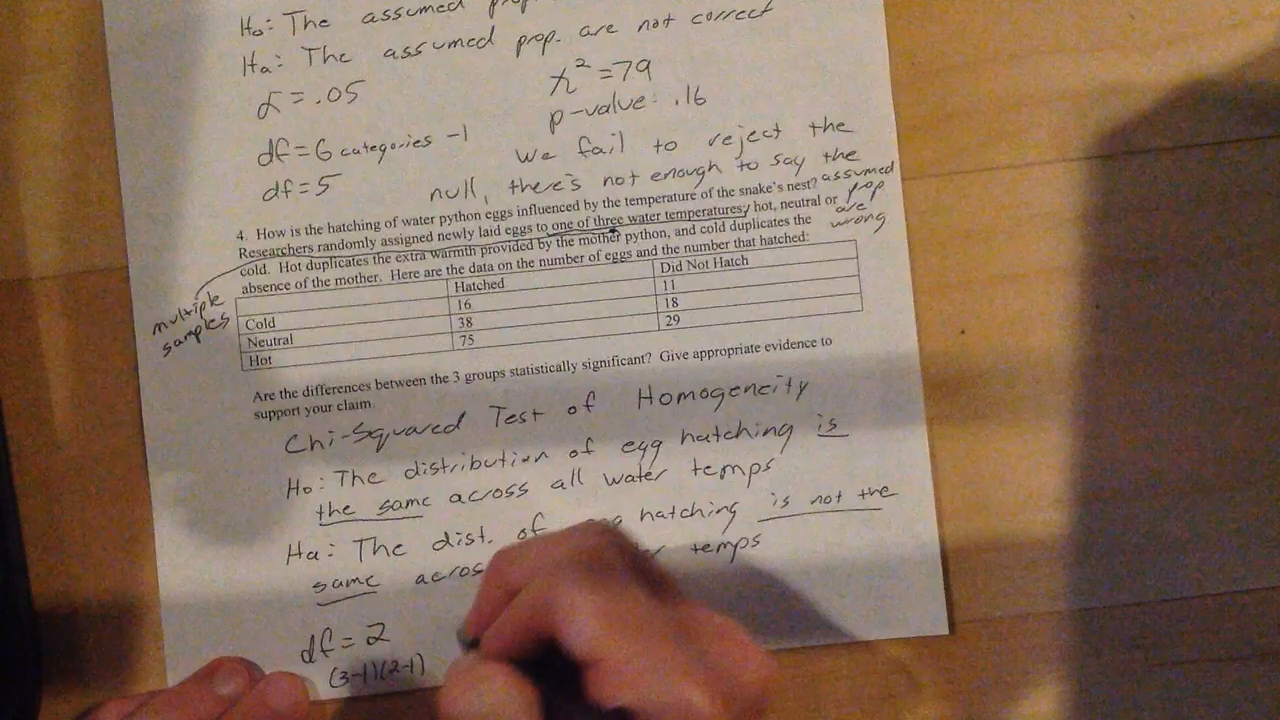 H₀: The assumed
Ha: The assumed prop. are not correct
α = .05
χ² = 79
p-value: .16
df = 6 categories -1
df = 5
We fail to reject the
null, there's not enough to say the
assumed
pop
are
wrong
4. How is the hatching of water python eggs influenced by the temperature of the snake's nest?
Researchers randomly assigned newly laid eggs to one of three water temperatures; hot, neutral or
cold. Hot duplicates the extra warmth provided by the mother python, and cold duplicates the
absence of the mother. Here are the data on the number of eggs and the number that hatched:
multiple
samples
Hatched Did Not Hatch
Cold 16 11
Neutral 38 18
Hot 75 29
Are the differences between the 3 groups statistically significant? Give appropriate evidence to
support your claim.
Chi-Squared Test of Homogeneity
H₀: The distribution of egg hatching is
the same across all water temps
Ha: The dist. of hatching is not the
same across temps
df = 2
(3-1)(2-1)